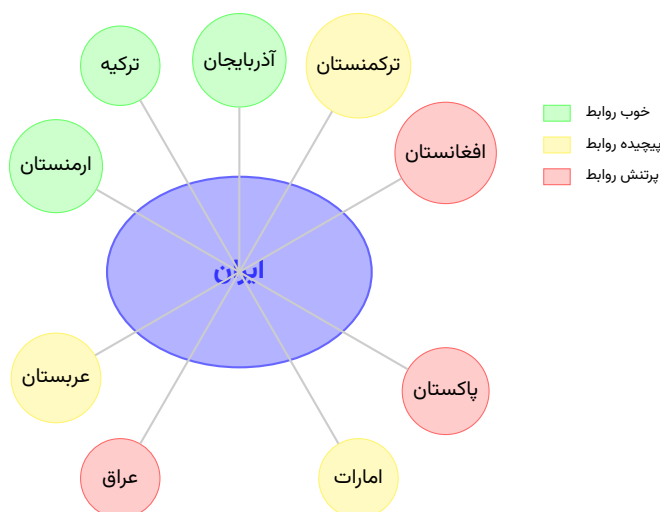 آذربایجان
ترکیه
ترکمنستان
افغانستان
ارمنستان
ایران
عربستان
پاکستان
عراق
امارات
خوب روابط
پیچیده روابط
پرتنش روابط